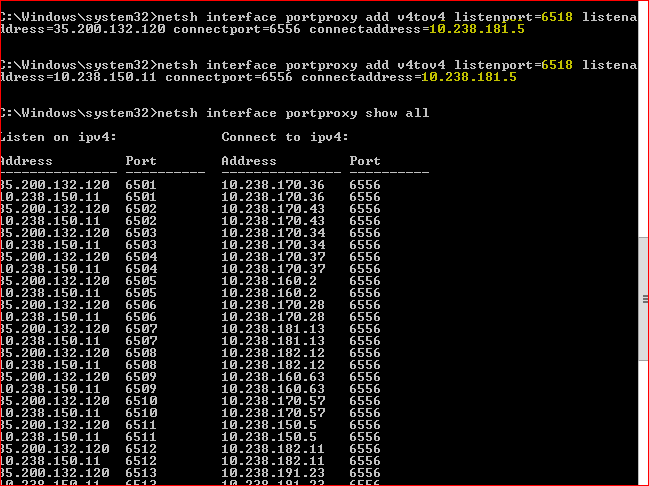 C:\Windows\system32>netsh interface portproxy add v4tov4 listenport=6518 listena
ddress=35.200.132.120 connectport=6556 connectaddress=10.238.181.5
C:\Windows\system32>netsh interface portproxy add v4tov4 listenport=6518 listena
ddress=10.238.150.11 connectport=6556 connectaddress=10.238.181.5
C:\Windows\system32>netsh interface portproxy show all
Listen on ipv4: Connect to ipv4:
Address Port Address Port
--------------- ---------- --------------- ----------
35.200.132.120 6501 10.238.170.36 6556
10.238.150.11 6501 10.238.170.36 6556
35.200.132.120 6502 10.238.170.43 6556
10.238.150.11 6502 10.238.170.43 6556
35.200.132.120 6503 10.238.170.34 6556
10.238.150.11 6503 10.238.170.34 6556
35.200.132.120 6504 10.238.170.37 6556
10.238.150.11 6504 10.238.170.37 6556
35.200.132.120 6505 10.238.160.2 6556
10.238.150.11 6505 10.238.160.2 6556
35.200.132.120 6506 10.238.170.28 6556
10.238.150.11 6506 10.238.170.28 6556
35.200.132.120 6507 10.238.181.13 6556
10.238.150.11 6507 10.238.181.13 6556
35.200.132.120 6508 10.238.182.12 6556
10.238.150.11 6508 10.238.182.12 6556
35.200.132.120 6509 10.238.160.63 6556
10.238.150.11 6509 10.238.160.63 6556
35.200.132.120 6510 10.238.170.57 6556
10.238.150.11 6510 10.238.170.57 6556
35.200.132.120 6511 10.238.150.5 6556
10.238.150.11 6511 10.238.150.5 6556
35.200.132.120 6512 10.238.182.11 6556
10.238.150.11 6512 10.238.182.11 6556
35.200.132.120 6513 10.238.191.23 6556
10.238.150.11 6513 10.238.191.23 6556